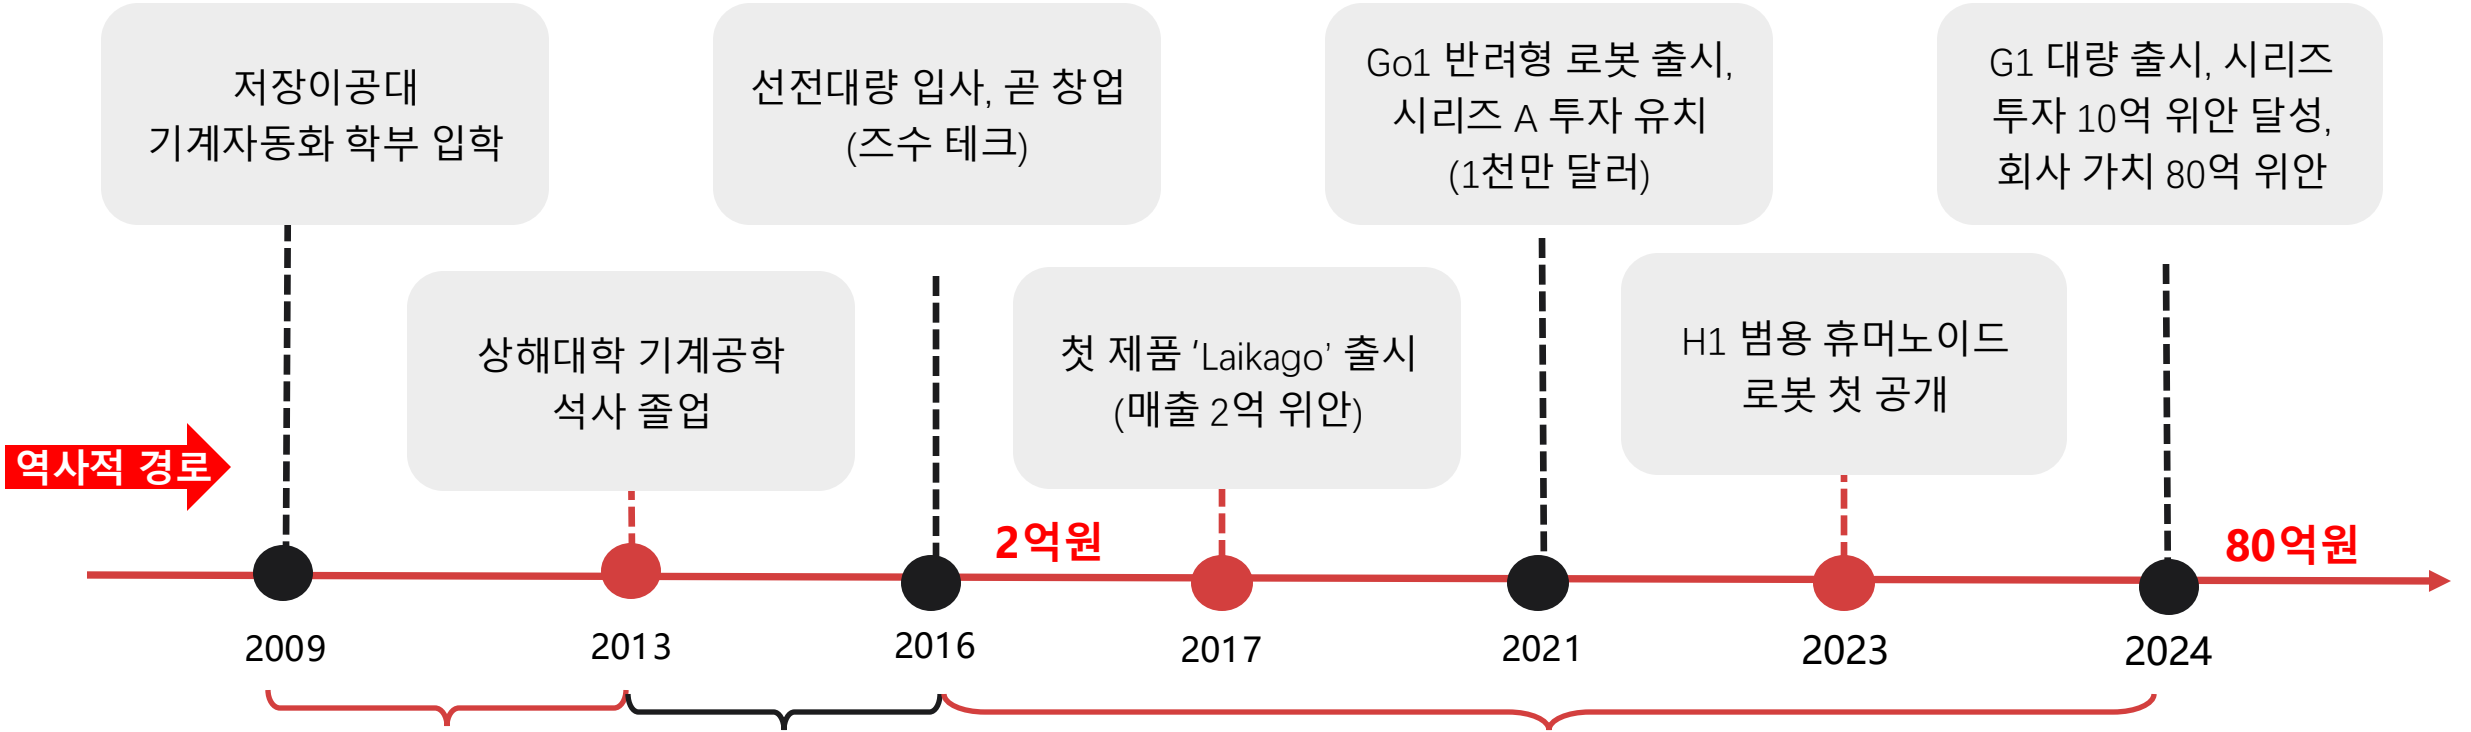 저장이공대
기계자동화 학부 입학
선전대량 입사, 곧 창업
(즈수 테크)
Go1 반려형 로봇 출시,
시리즈 A 투자 유치
(1천만 달러)
G1 대량 출시, 시리즈
투자 10억 위안 달성,
회사 가치 80억 위안
상해대학 기계공학
석사 졸업
첫 제품 ‘Laikago’ 출시
(매출 2억 위안)
H1 범용 휴머노이드
로봇 첫 공개
역사적 경로
2억원
80억원
2009
2013
2016
2017
2021
2023
2024